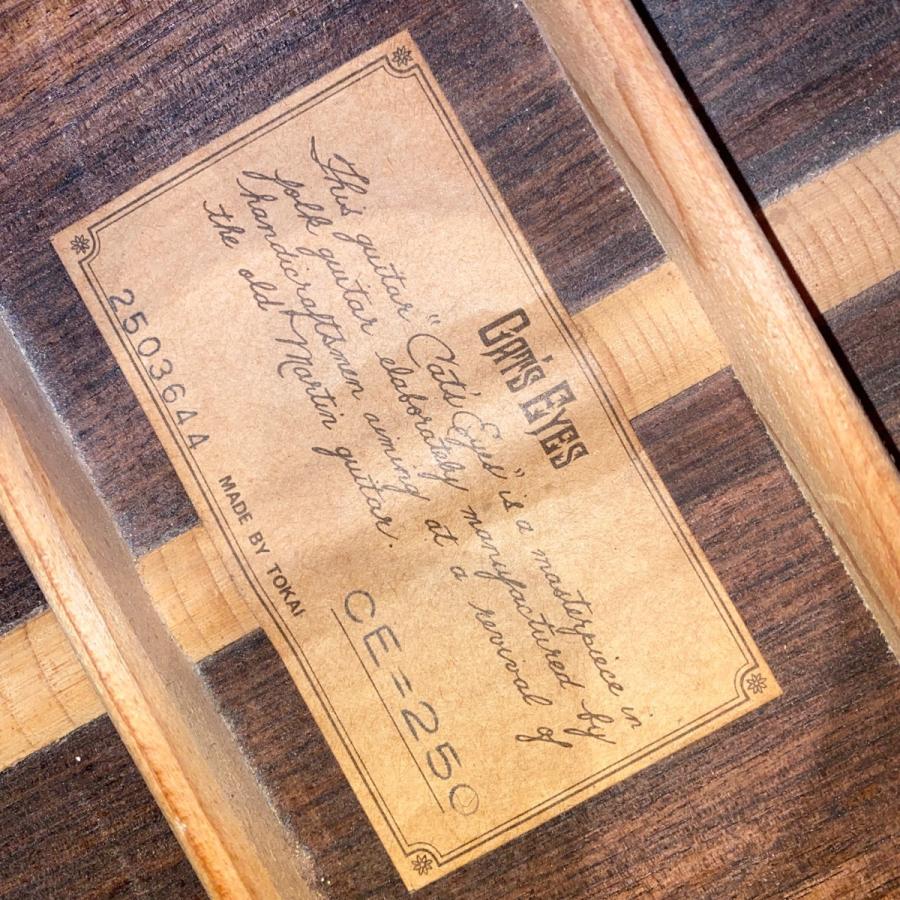 CAT'S EYES
This guitar "Cat's Eyes" is a masterpiece in
folk guitar elaborately manufactured by
handicraftsmen aiming at a revival of
the old Martin guitar.
CE=250
2503644
MADE BY TOKAI